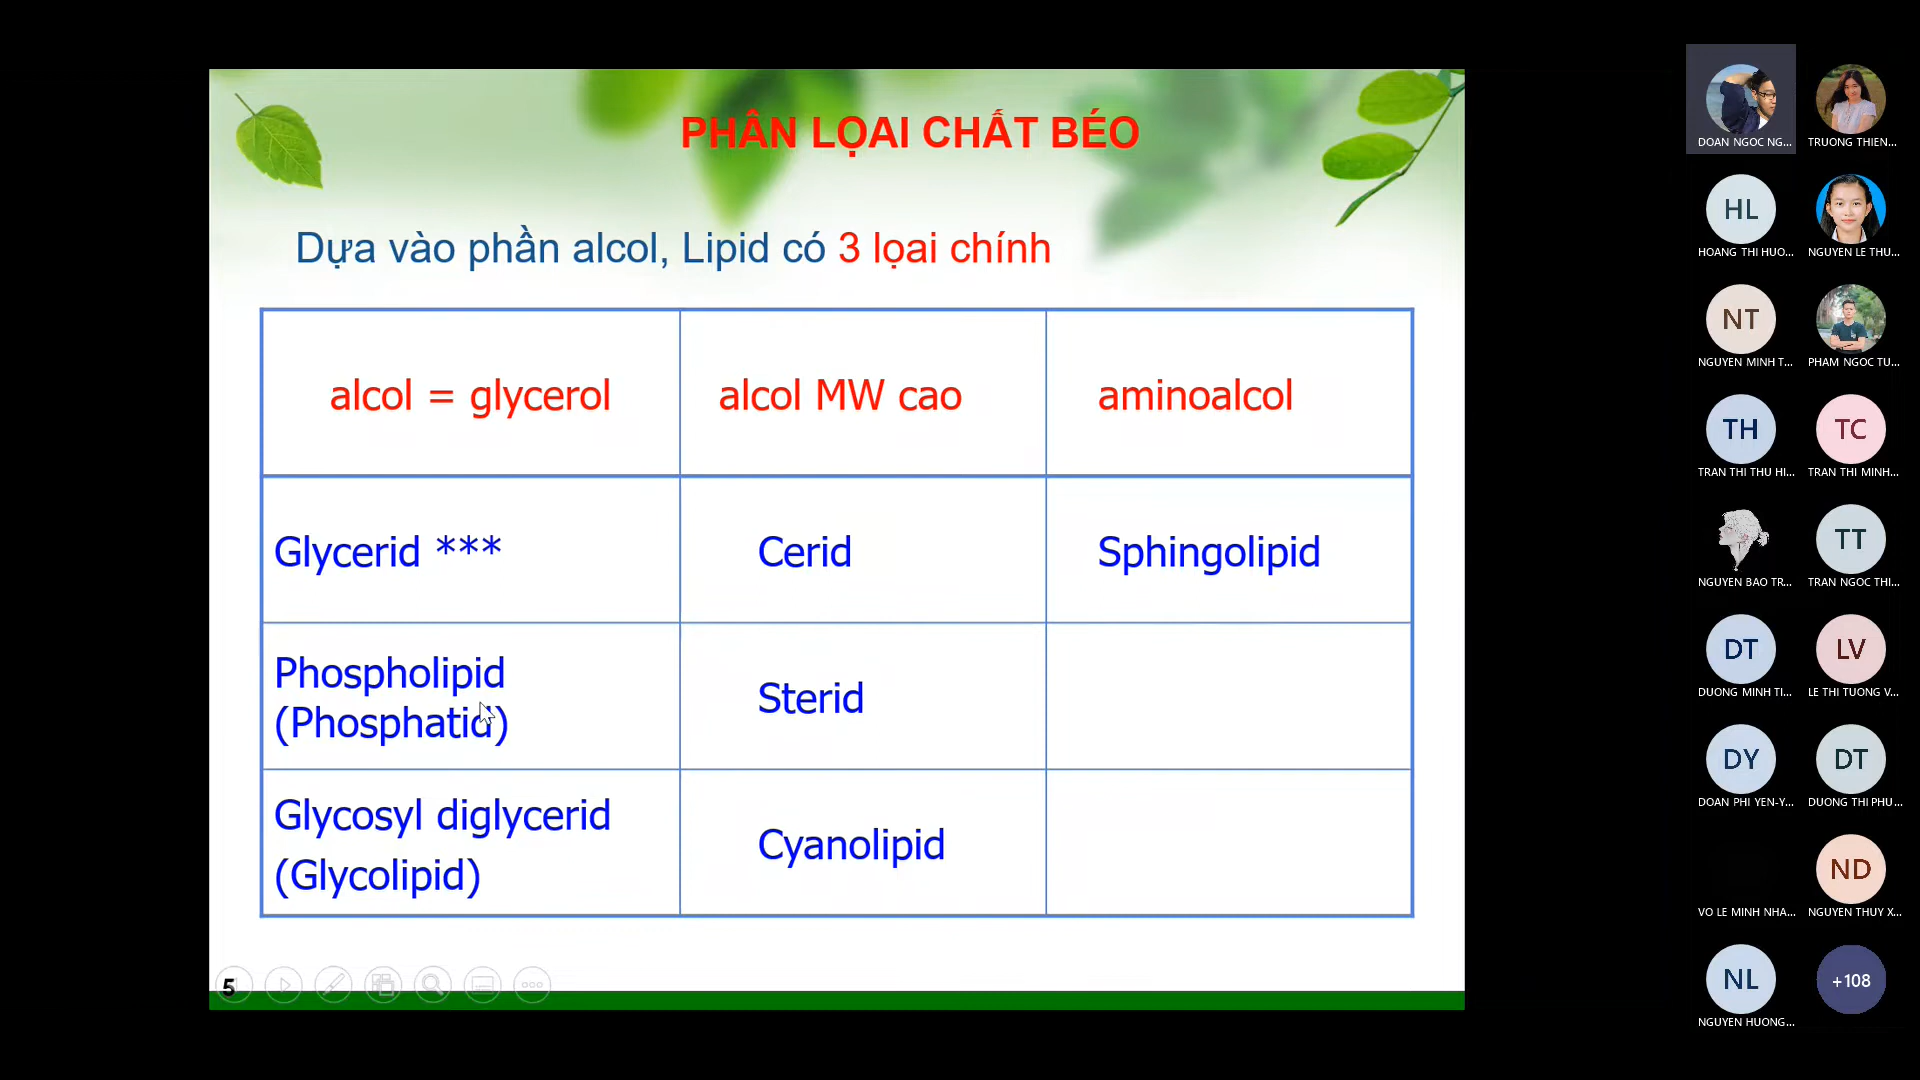 PHÂN LỌAI CHẤT BÉO
Dựa vào phần alcol, Lipid có 3 lọai chính
alcol = glycerol
alcol MW cao
aminoalcol
Glycerid ***
Cerid
Sphingolipid
Phospholipid
(Phosphatid)
Sterid
Glycosyl diglycerid
(Glycolipid)
Cyanolipid
5
DOAN NGOC NG...
TRUONG THIEN...
HL
HOANG THI HUO...
NGUYEN LE THU...
NT
NGUYEN MINH T...
PHAM NGOC TU...
TH
TRAN THI THU HI...
TC
TRAN THI MINH...
NGUYEN BAO TR...
TT
TRAN NGOC THI...
DT
DUONG MINH TI...
LV
LE THI TUONG V...
DY
DOAN PHI YEN-Y...
DT
DUONG THI PHU...
VO LE MINH NHA...
ND
NGUYEN THUY X...
NL
NGUYEN HUONG...
+108